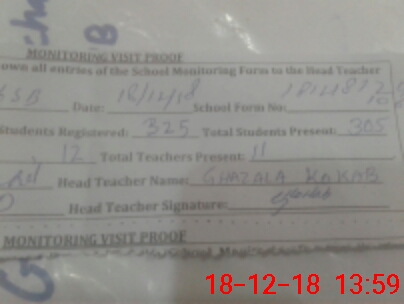 B
MONITORING VISIT PROOF
own all entries of the School Monitoring Form to the Head Teacher
SB Date: 18/12/18 School Form No:
Students Registered: 325 Total Students Present: 305
12 Total Teachers Present: 11
Head Teacher Name: GHAZALA KOKAB
Head Teacher Signature:
MONITORING VISIT PROOF
18-12-18 13:59